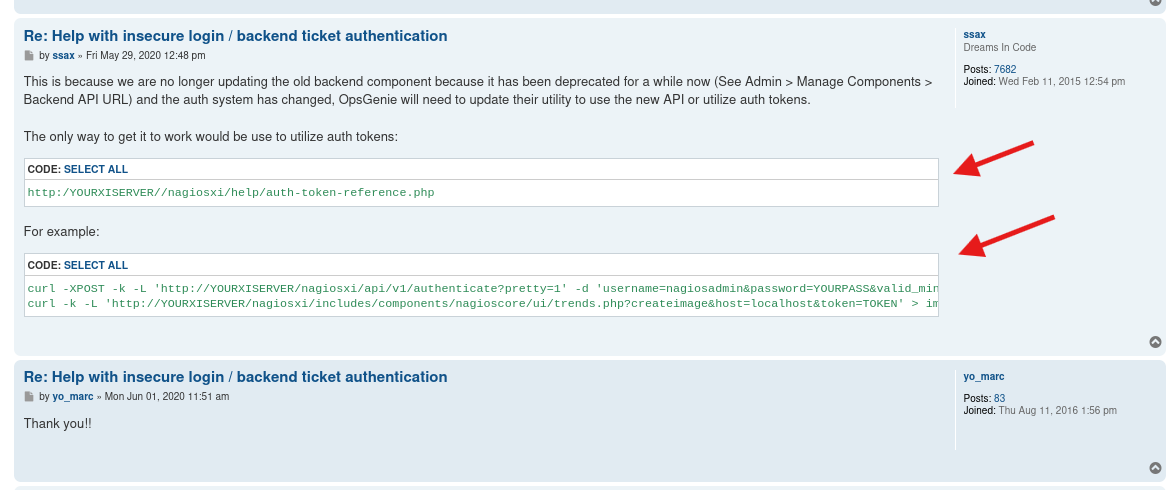 Re: Help with insecure login / backend ticket authentication
by ssax » Fri May 29, 2020 12:48 pm
This is because we are no longer updating the old backend component because it has been deprecated for a while now (See Admin > Manage Components >
Backend API URL) and the auth system has changed, OpsGenie will need to update their utility to use the new API or utilize auth tokens.
The only way to get it to work would be use to utilize auth tokens:
CODE: SELECT ALL
http:/YOURXISERVER//nagiosxi/help/auth-token-reference.php
For example:
CODE: SELECT ALL
curl -XPOST -k -L 'http://YOURXISERVER/nagiosxi/api/v1/authenticate?pretty=1' -d 'username=nagiosadmin&password=YOURPASS&valid_min
curl -k -L 'http://YOURXISERVER/nagiosxi/includes/components/nagioscore/ui/trends.php?createimage&host=localhost&token=TOKEN' > im
ssax
Dreams In Code
Posts: 7682
Joined: Wed Feb 11, 2015 12:54 pm
Re: Help with insecure login / backend ticket authentication
by yo_marc » Mon Jun 01, 2020 11:51 am
Thank you!!
yo_marc
Posts: 83
Joined: Thu Aug 11, 2016 1:56 pm